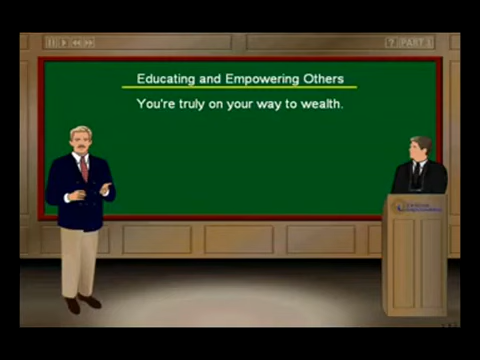 ? PART 3
Educating and Empowering Others
You're truly on your way to wealth.